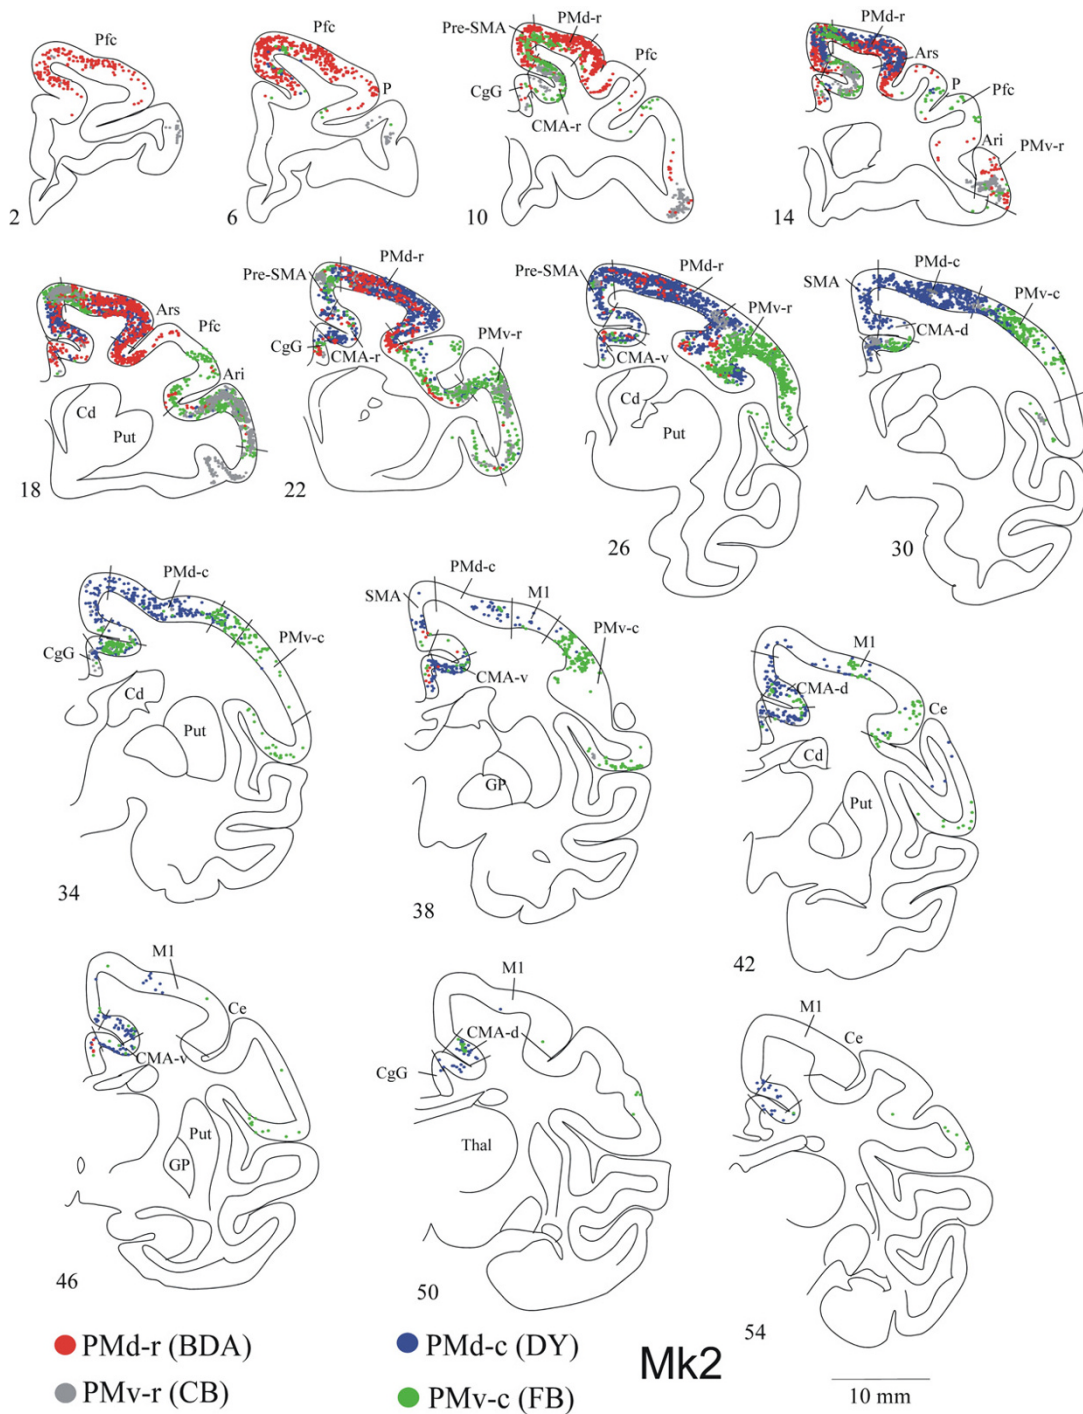 Pfc
2
Pfc
P
6
Pre-SMA
PMd-r
Pfc
CgG
CMA-r
10
PMd-r
Ars
P
Pfc
Ari
PMv-r
14
Ars
Pfc
Ari
Cd
Put
18
Pre-SMA
PMd-r
PMv-r
CgG
CMA-r
22
Pre-SMA
PMd-r
PMv-r
CMA-v
Cd
Put
26
SMA
PMd-c
PMv-c
CMA-d
30
PMd-c
CgG
PMv-c
Cd
Put
34
PMd-c
SMA
M1
PMv-c
CMA-v
GP
38
M1
CMA-d
Ce
Cd
Put
42
M1
Ce
CMA-v
Put
GP
46
M1
CMA-d
CgG
Thal
50
M1
Ce
54
PMd-r (BDA)
PMd-c (DY)
PMv-r (CB)
PMv-c (FB)
Mk2
10 mm